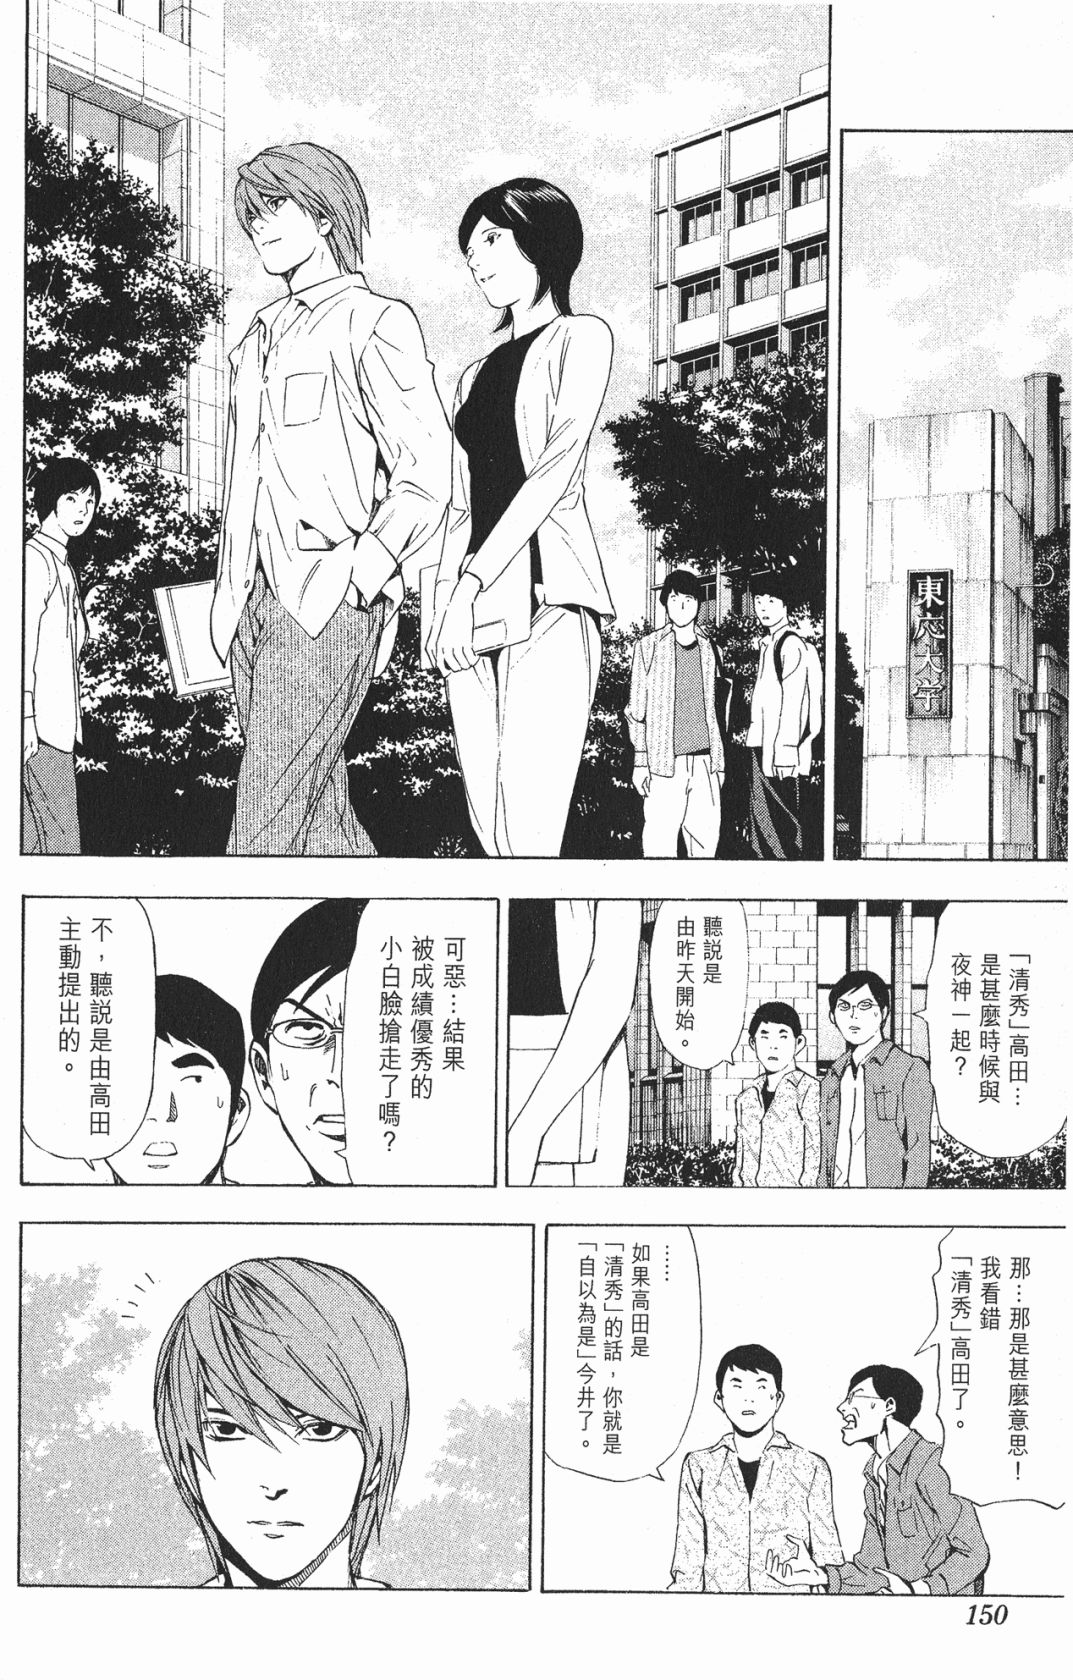 東応大学
「清秀」高田…
是甚麼時候與
夜神一起？
聽説是
由昨天開始。
可惡…結果
被成績優秀的
小白臉搶走了嗎？
不，聽説是由高田
主動提出的。
那…那是甚麼意思！
我看錯
「清秀」高田了。
……
如果高田是
「清秀」的話，你就是
「自以為是」今井了。
150